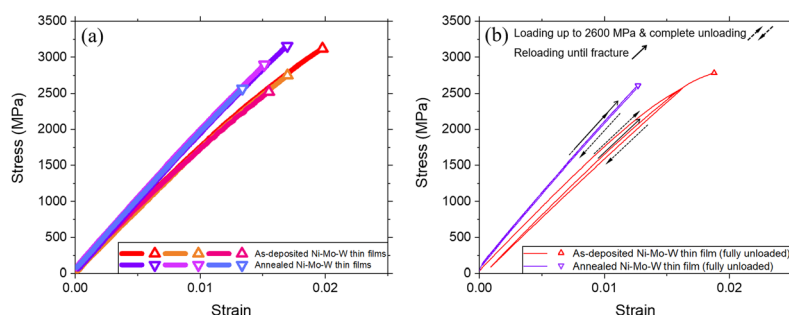 (a)
3500
3000
2500
2000
1500
1000
500
0
Stress (MPa)
As-deposited Ni-Mo-W thin films
Annealed Ni-Mo-W thin films
0.00
0.01
0.02
Strain
(b)
Loading up to 2600 MPa & complete unloading
Reloading until fracture
3500
3000
2500
2000
1500
1000
500
0
Stress (MPa)
As-deposited Ni-Mo-W thin film (fully unloaded)
Annealed Ni-Mo-W thin film (fully unloaded)
0.00
0.01
0.02
Strain